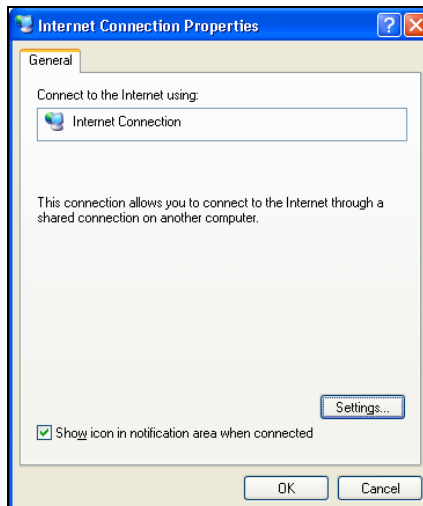 Internet Connection Properties
General
Connect to the Internet using:
Internet Connection
This connection allows you to connect to the Internet through a
shared connection on another computer.
Settings...
Show icon in notification area when connected
OK Cancel